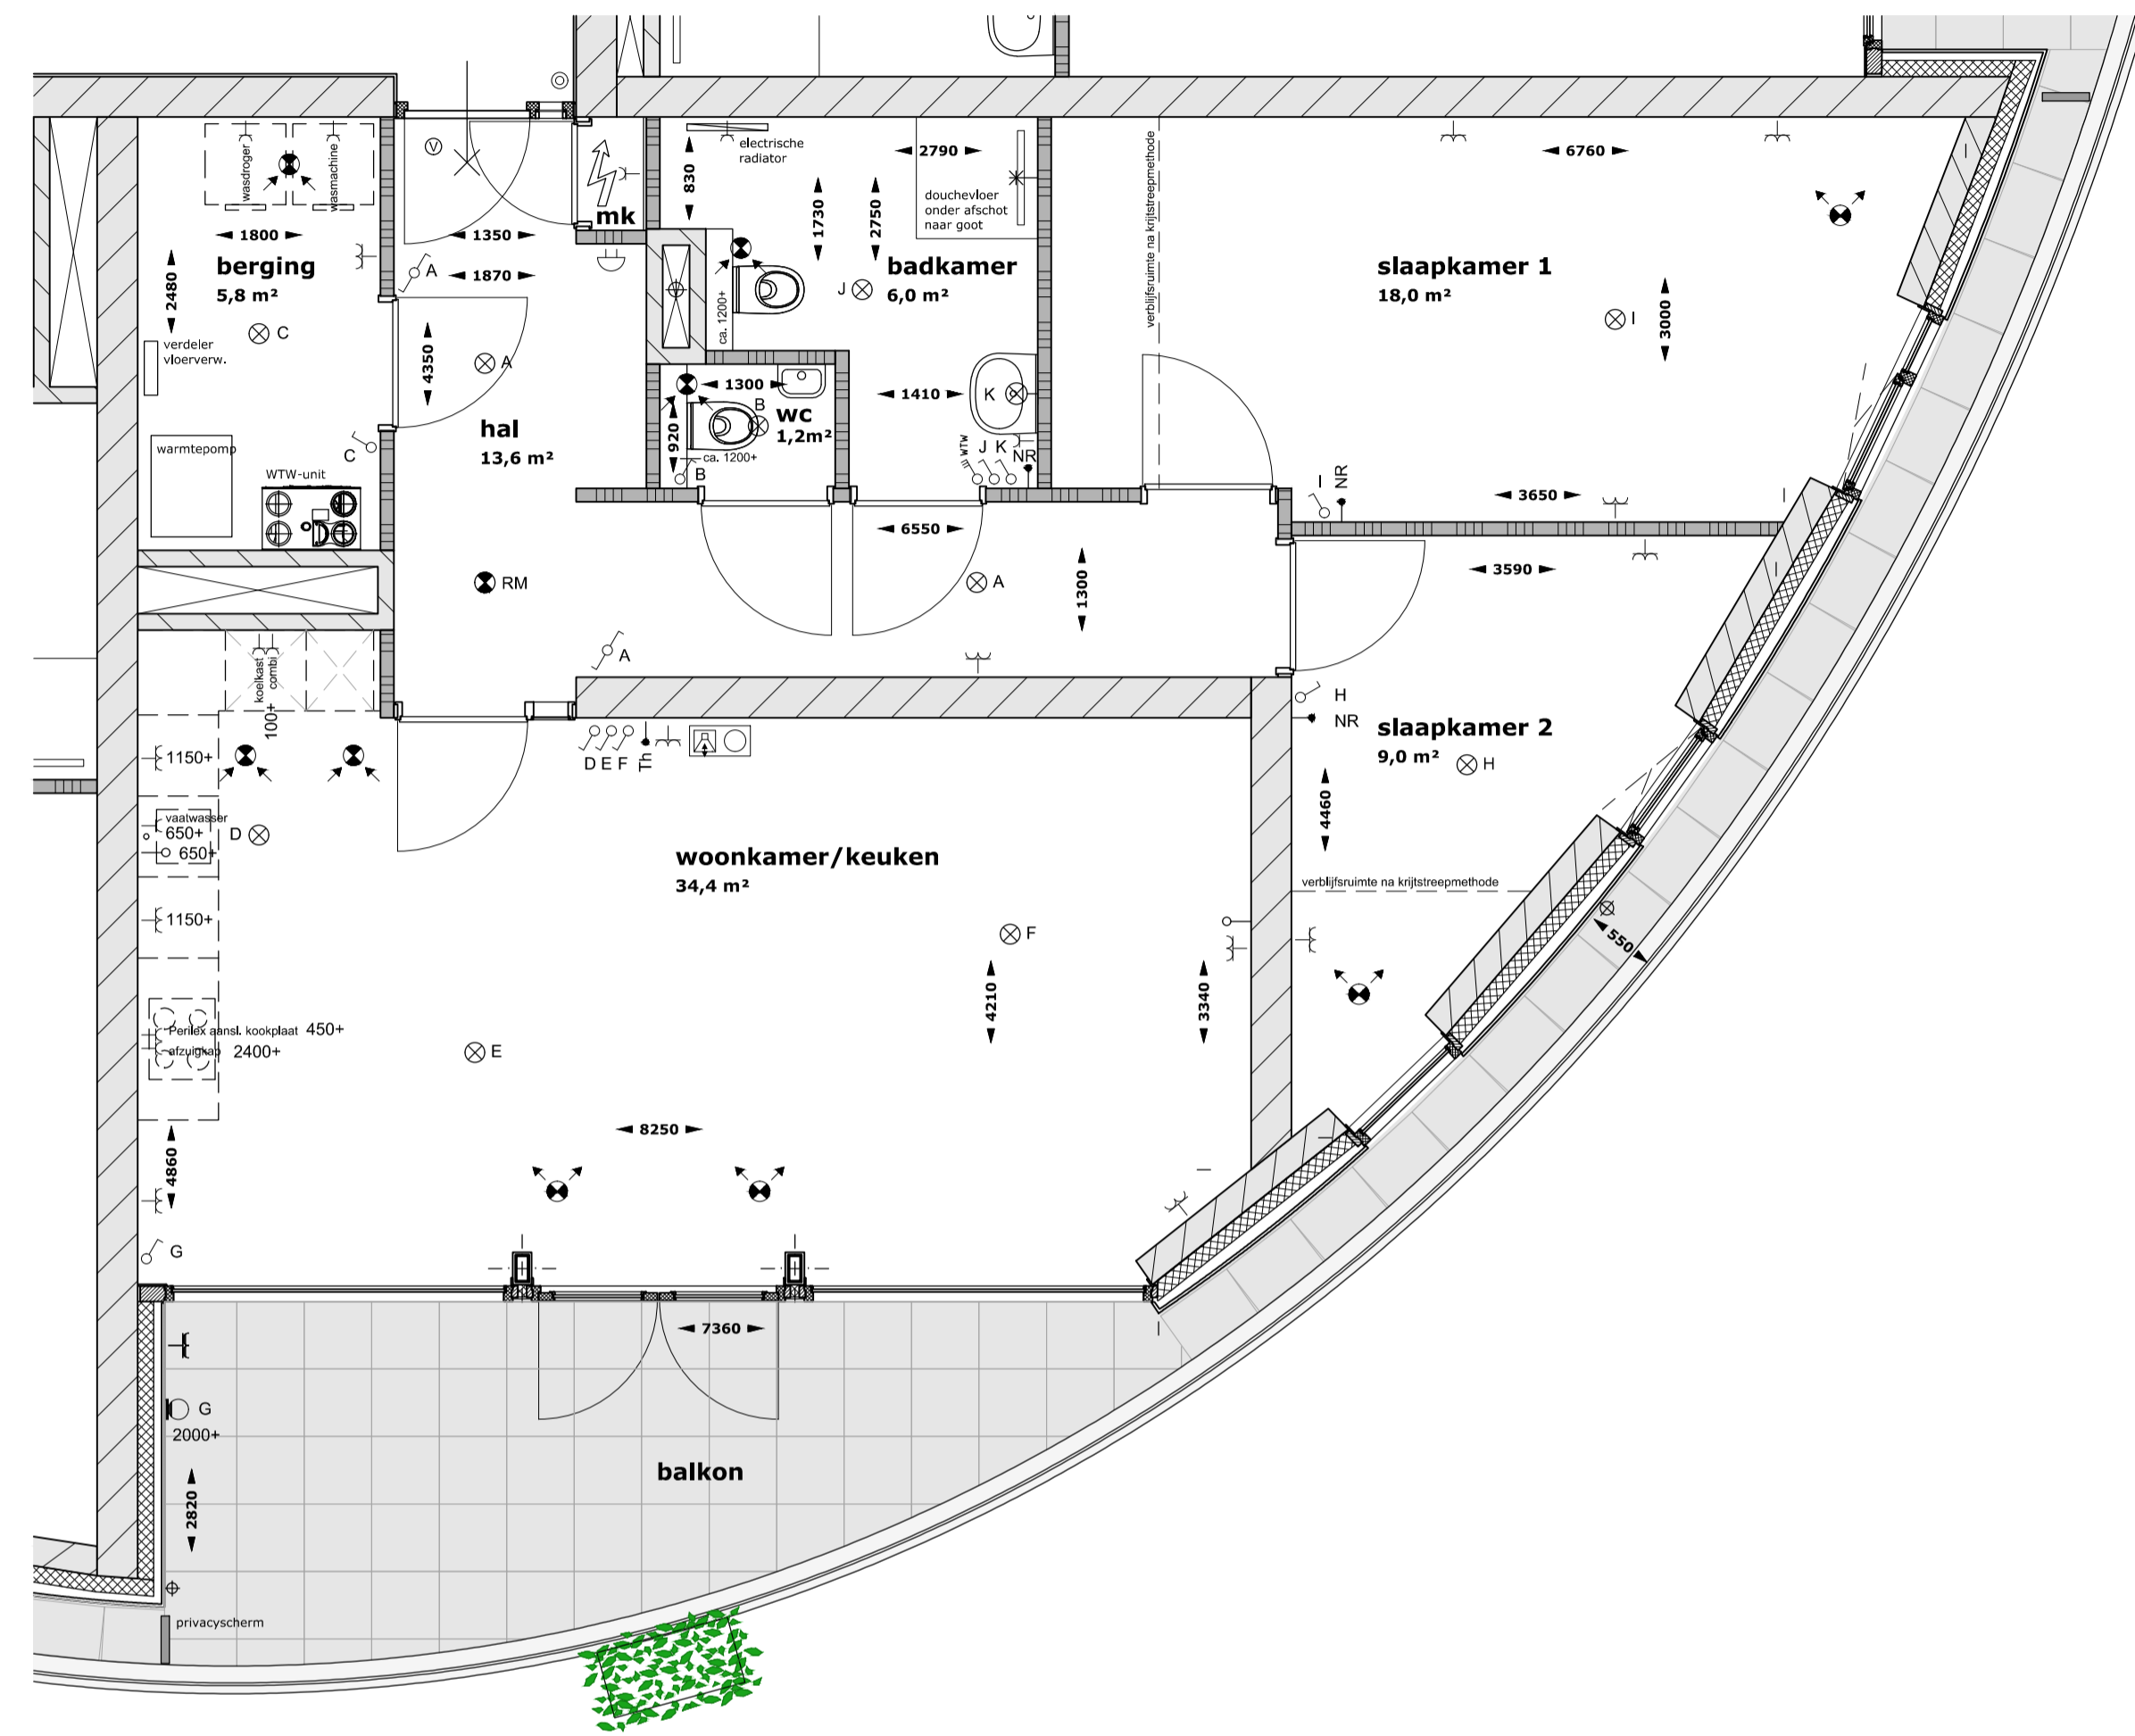 wasdroger
wasmachine
1800
berging
5,8 m²
2480
C
verdeler
vloerverw.
warmtepomp
WTW-unit
C
V
1350
A
1870
4350
A
hal
13,6 m²
RM
A
mk
830
electrische
radiator
2790
1730
2750
douchevloer
onder afschot
naar goot
badkamer
6,0 m²
J
ca. 1200+
1300
B
wc
1,2m²
920
ca. 1200+
B
1410
K
WTW
J K
NR
6550
A
1300
verblijfsruimte na krijtstreepmethode
6760
slaapkamer 1
18,0 m²
I
3000
I
NR
3650
3590
H
NR
slaapkamer 2
9,0 m²
H
4460
verblijfsruimte na krijtstreepmethode
550
koelkast
combi
100+
1150+
vaatwasser
650+
650+
D
1150+
Perilex aansl. kookplaat 450+
afzuigkap 2400+
D E F
Th
woonkamer/keuken
34,4 m²
F
4210
3340
E
8250
4860
G
7360
G
2000+
balkon
2820
privacyscherm